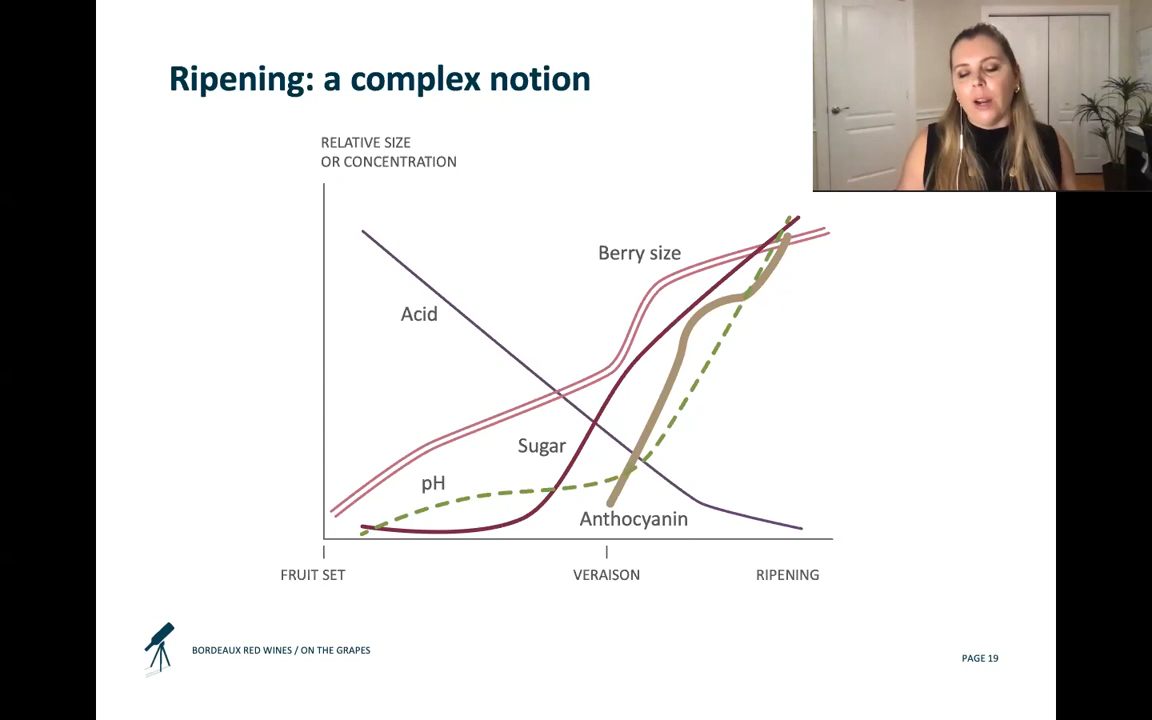 Ripening: a complex notion
RELATIVE SIZE
OR CONCENTRATION
Berry size
Acid
Sugar
pH
Anthocyanin
FRUIT SET
VERAISON
RIPENING
BORDEAUX RED WINES / ON THE GRAPES
PAGE 19